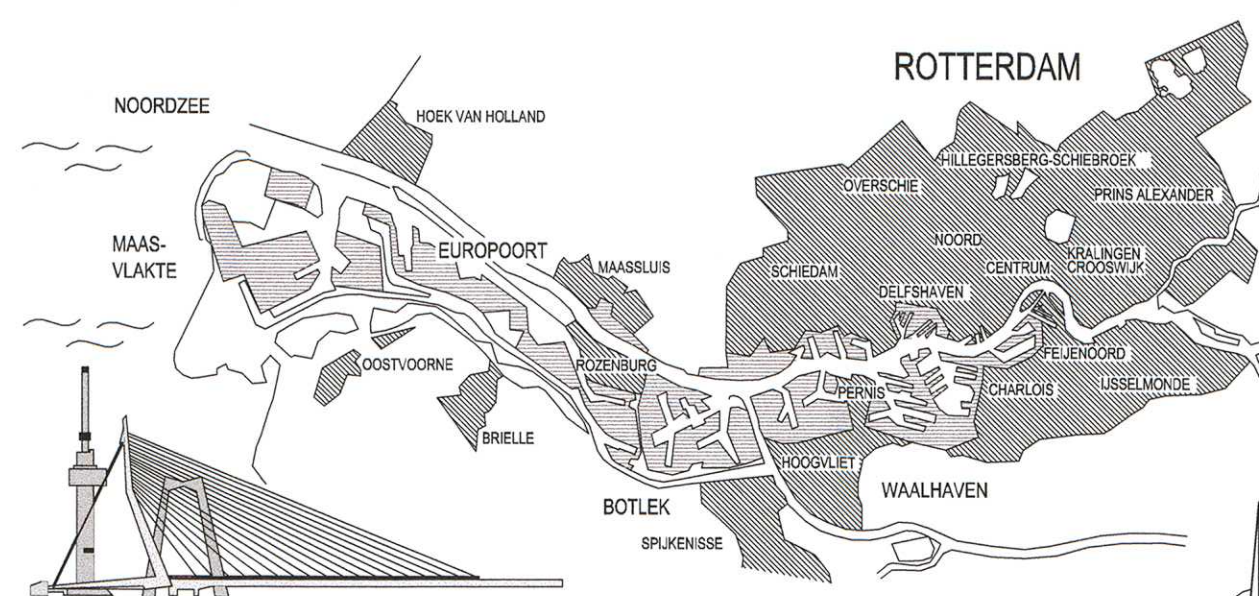 ROTTERDAM
NOORDZEE
HOEK VAN HOLLAND
HILLEGERSBERG-SCHIEBROEK
OVERSCHIE
PRINS ALEXANDER
MAAS-
VLAKTE
EUROPOORT
NOORD
KRALINGEN
CROOSWIJK
MAASSLUIS
SCHIEDAM
CENTRUM
DELFSHAVEN
OOSTVOORNE
ROZENBURG
FEIJENOORD
PERNIS
CHARLOIS
IJSSELMONDE
BRIELLE
HOOGVLIET
WAALHAVEN
BOTLEK
SPIJKENISSE